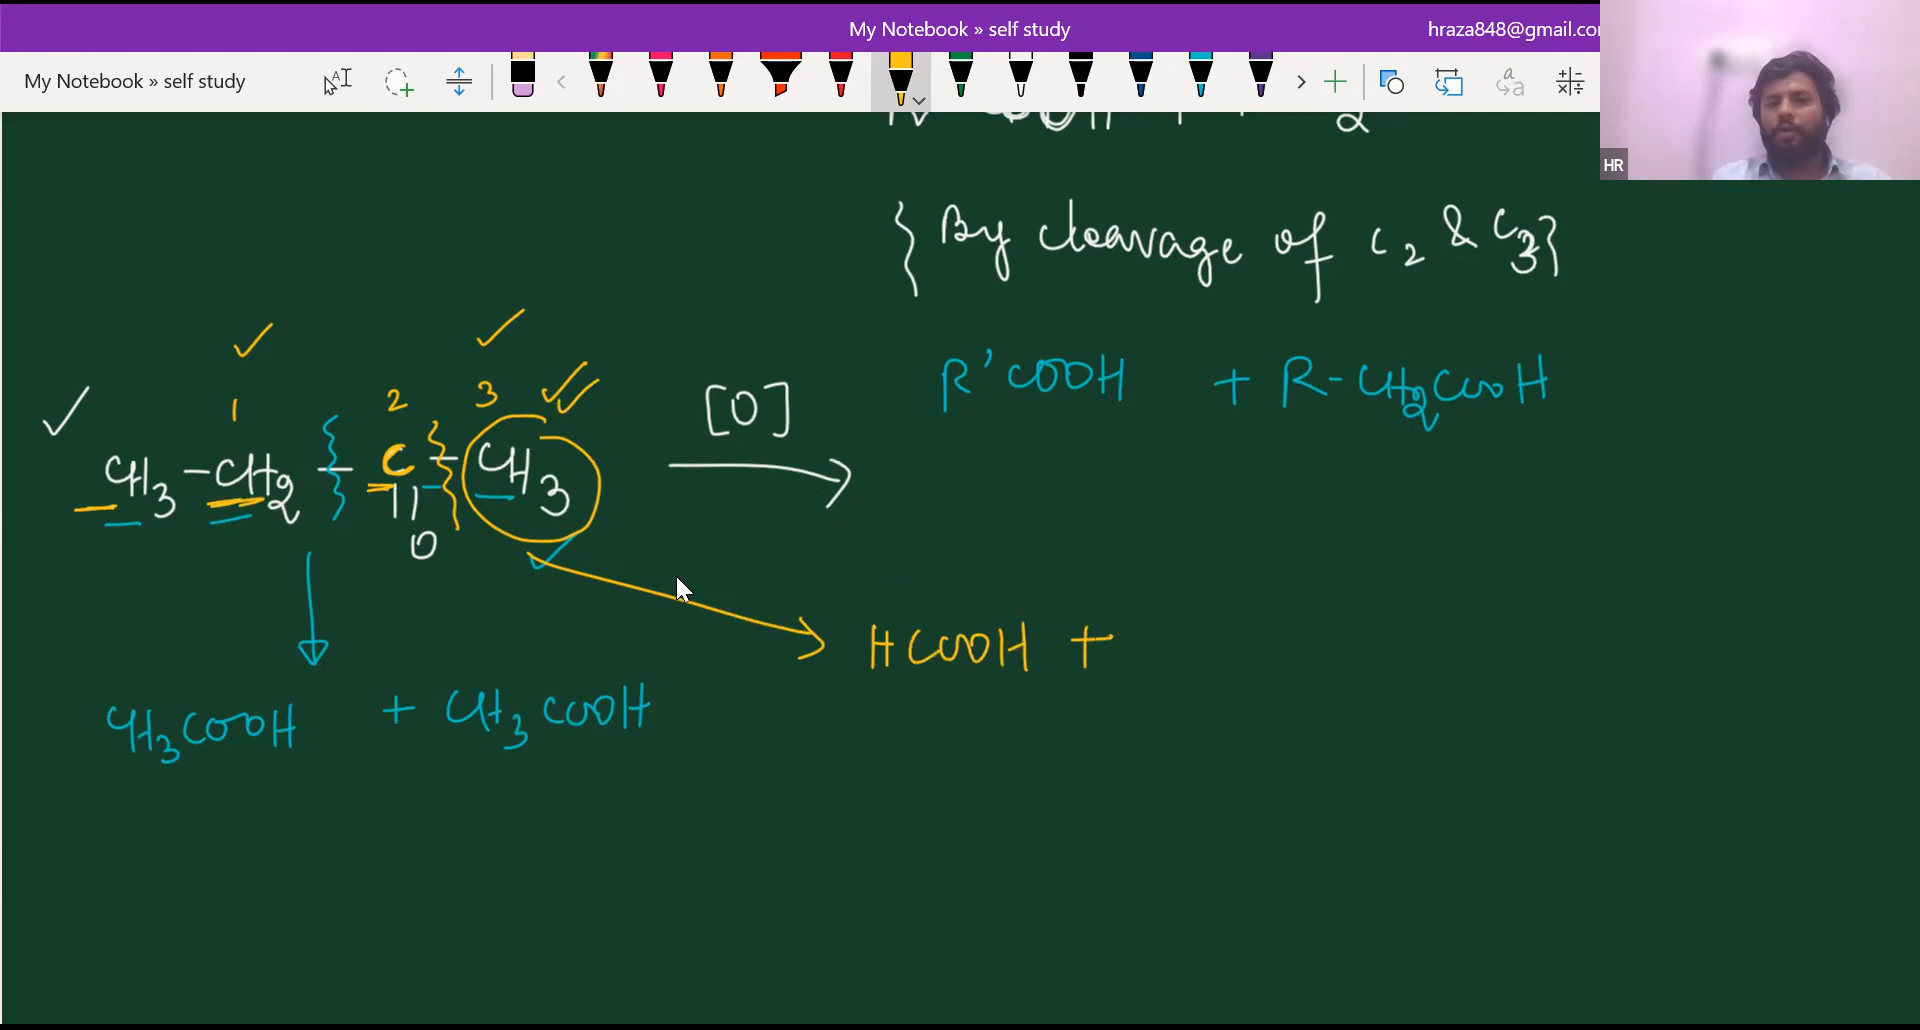 My Notebook » self study
hraza848@gmail.co
My Notebook » self study
HR
{ By cleavage of C2 & C3 }
R'COOH + R-CH2COOH
1 2 3
[O]
CH3-CH2-C-CH3
O
HCOOH +
CH3COOH + CH3COOH